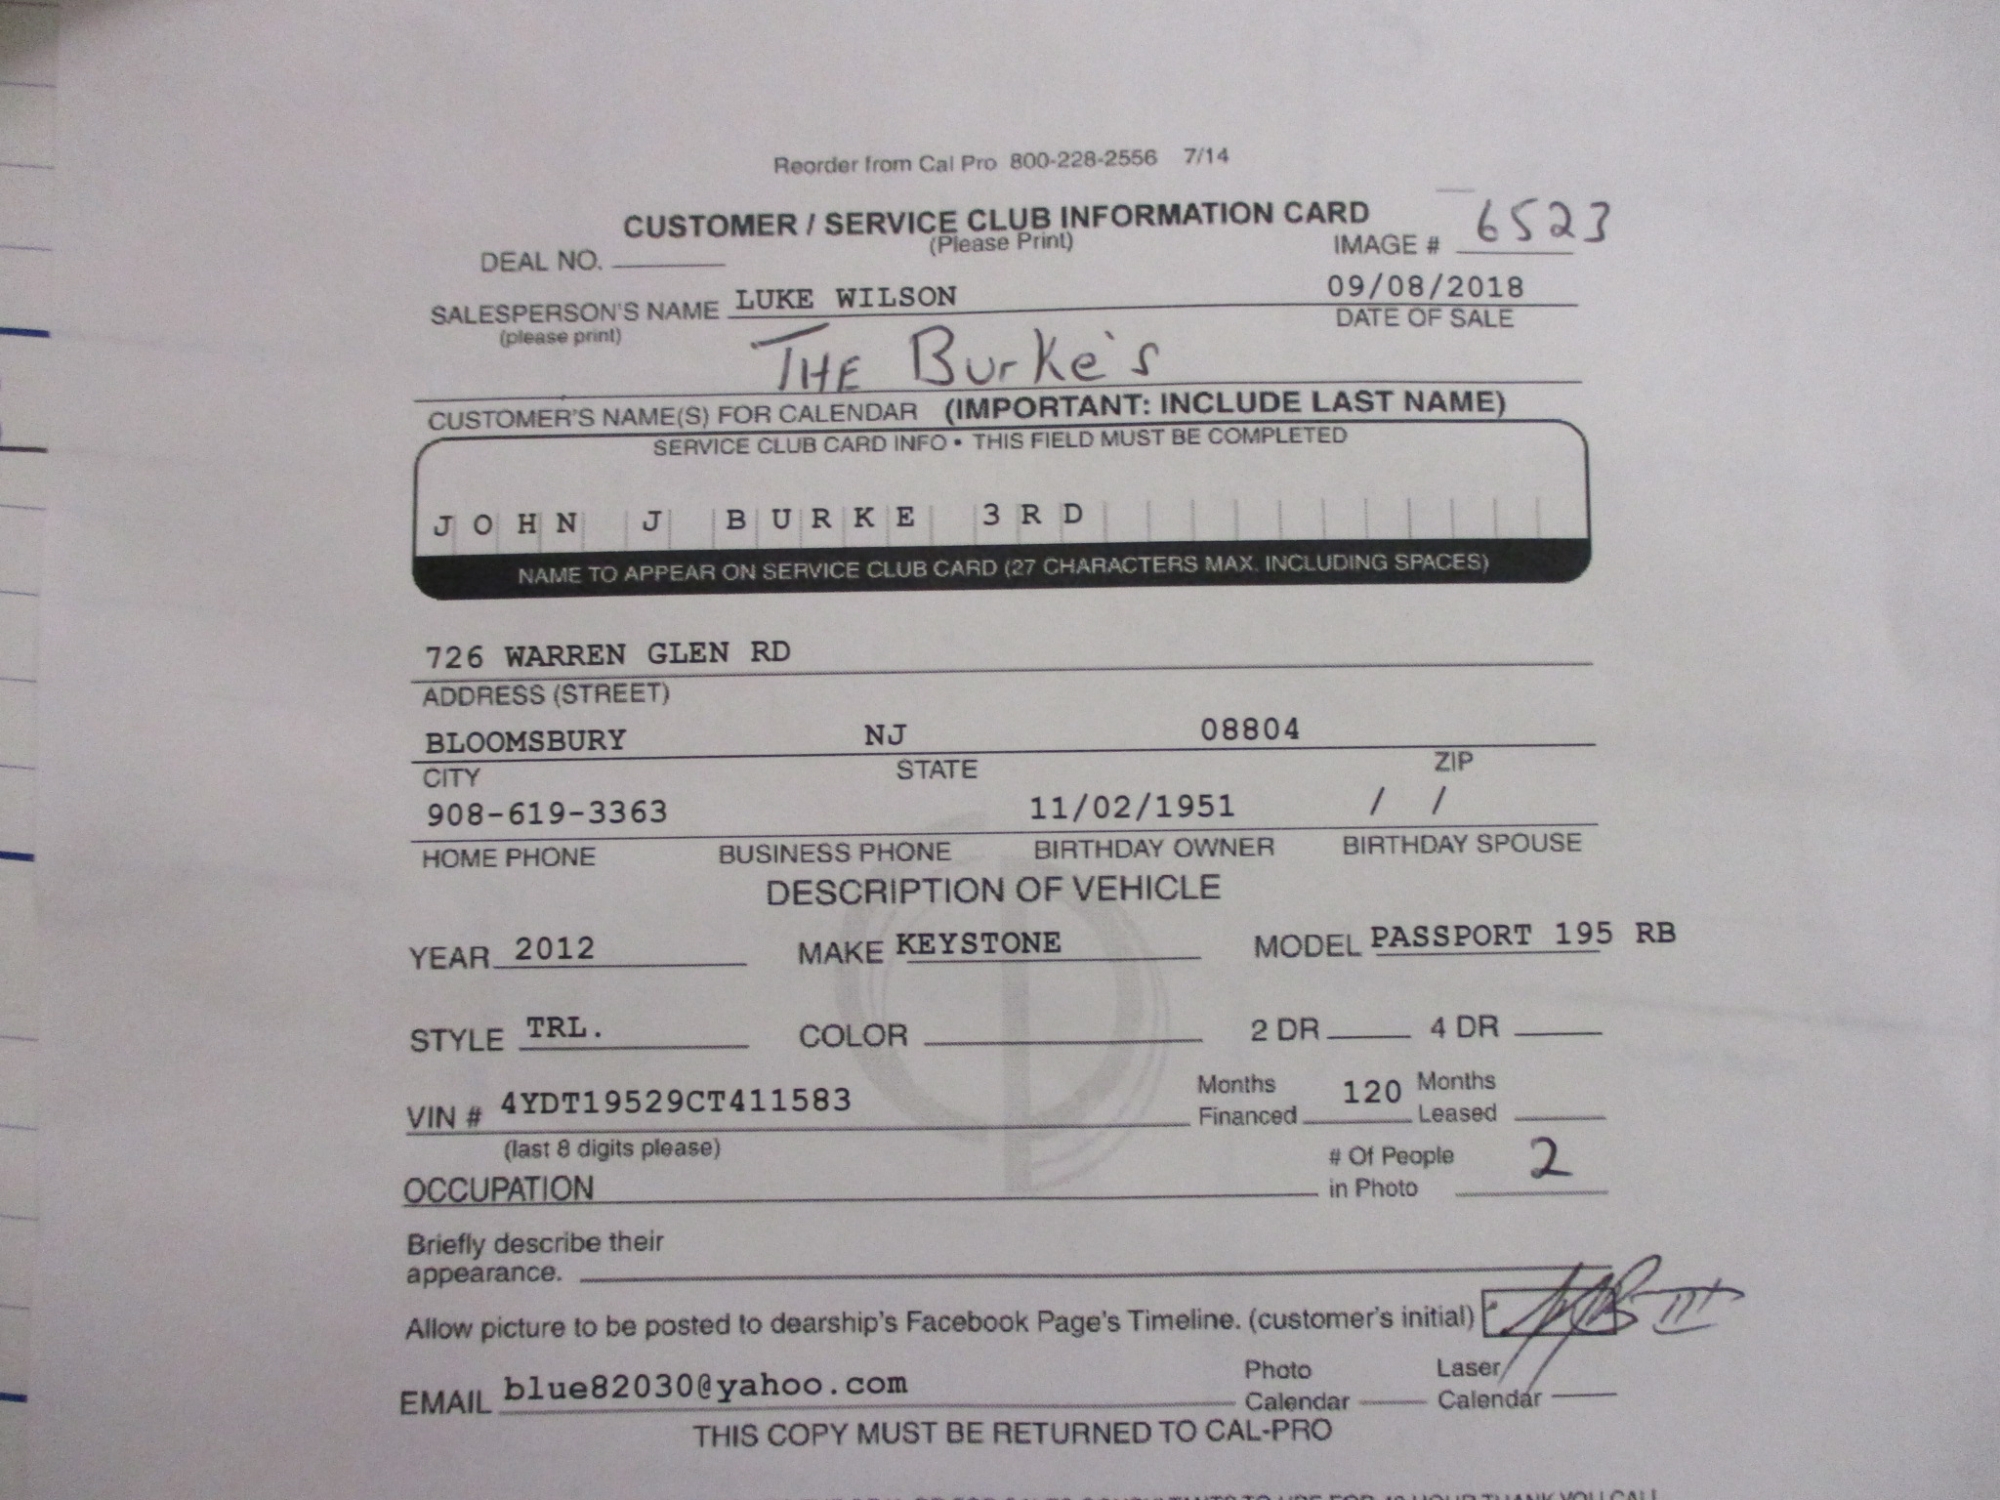 Reorder from Cal Pro 800-228-2556 7/14
CUSTOMER / SERVICE CLUB INFORMATION CARD
(Please Print)
DEAL NO. IMAGE # 6523
SALESPERSON'S NAME LUKE WILSON 09/08/2018
(please print) DATE OF SALE
THE Burke's
CUSTOMER'S NAME(S) FOR CALENDAR (IMPORTANT: INCLUDE LAST NAME)
SERVICE CLUB CARD INFO • THIS FIELD MUST BE COMPLETED
JOHN J BURKE 3RD
NAME TO APPEAR ON SERVICE CLUB CARD (27 CHARACTERS MAX. INCLUDING SPACES)
726 WARREN GLEN RD
ADDRESS (STREET)
BLOOMSBURY NJ 08804
CITY STATE ZIP
908-619-3363 11/02/1951 / /
HOME PHONE BUSINESS PHONE BIRTHDAY OWNER BIRTHDAY SPOUSE
DESCRIPTION OF VEHICLE
YEAR 2012 MAKE KEYSTONE MODEL PASSPORT 195 RB
STYLE TRL. COLOR 2 DR 4 DR
VIN # 4YDT19529CT411583 Months Financed 120 Months Leased
(last 8 digits please)
OCCUPATION # Of People in Photo 2
Briefly describe their
appearance.
Allow picture to be posted to dearship's Facebook Page's Timeline. (customer's initial)
EMAIL blue82030@yahoo.com Photo Calendar Laser Calendar
THIS COPY MUST BE RETURNED TO CAL-PRO